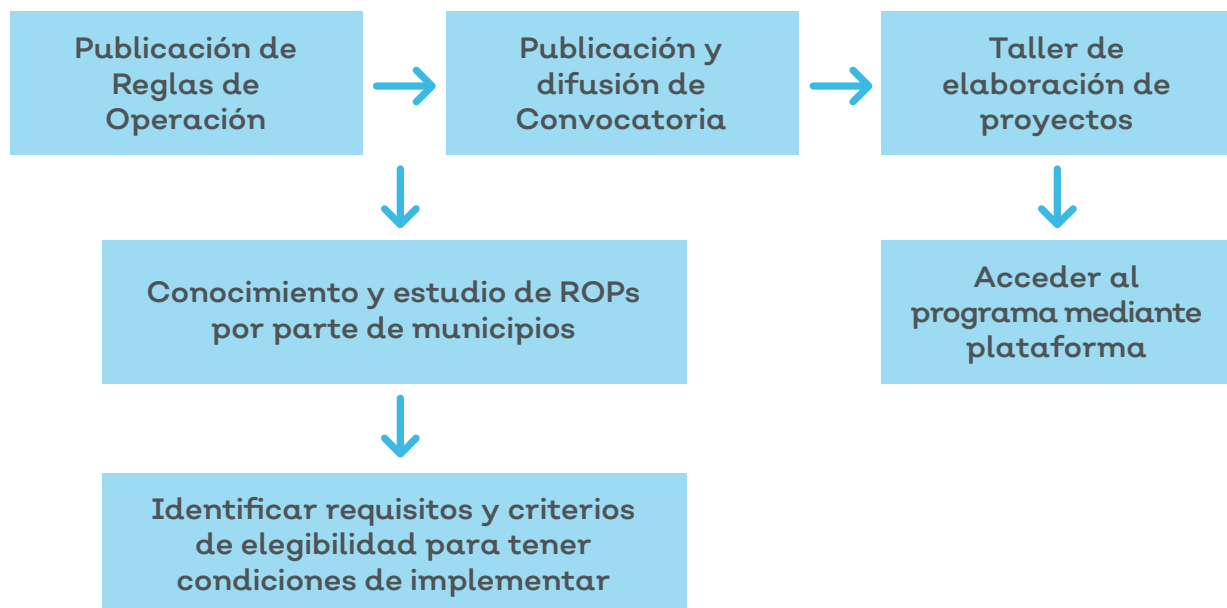 Publicación de
Reglas de
Operación
Publicación y
difusión de
Convocatoria
Taller de
elaboración de
proyectos
Conocimiento y estudio de ROPs
por parte de municipios
Acceder al
programa mediante
plataforma
Identificar requisitos y criterios
de elegibilidad para tener
condiciones de implementar